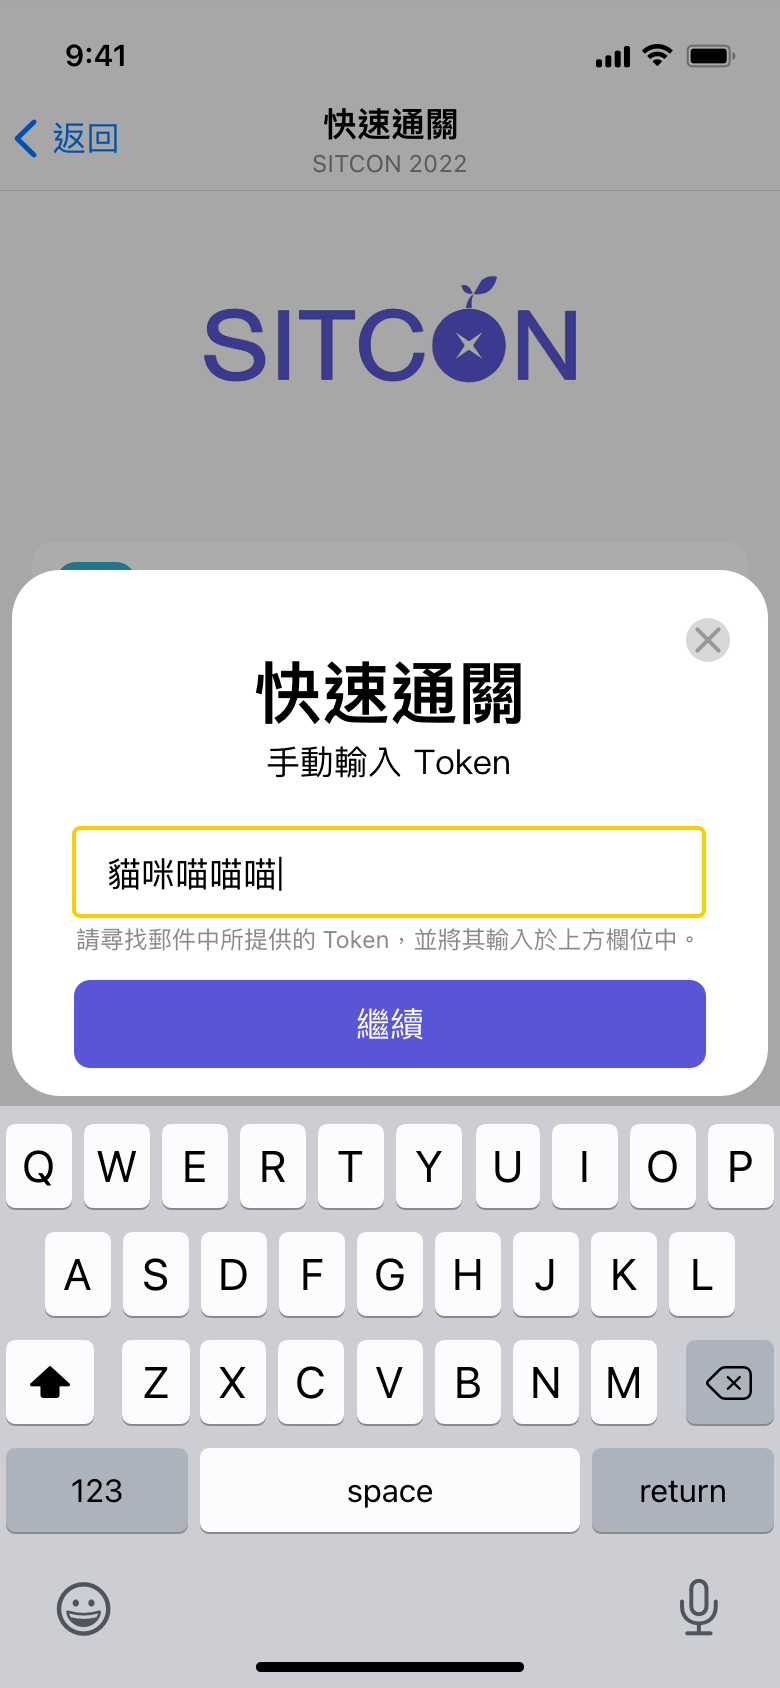 9:41
返回
快速通關
SITCON 2022
SITCON
快速通關
手動輸入 Token
貓咪喵喵喵
請尋找郵件中所提供的 Token，並將其輸入於上方欄位中。
繼續
Q W E R T Y U I O P
A S D F G H J K L
Z X C V B N M
123 space return